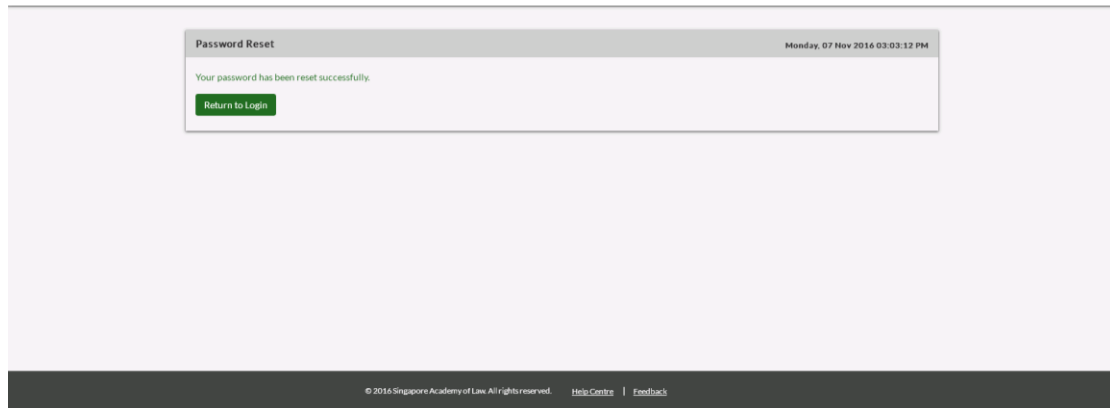 Password Reset
Monday, 07 Nov 2016 03:03:12 PM
Your password has been reset successfully.
Return to Login
© 2016 Singapore Academy of Law. All rights reserved. Help Centre | Feedback